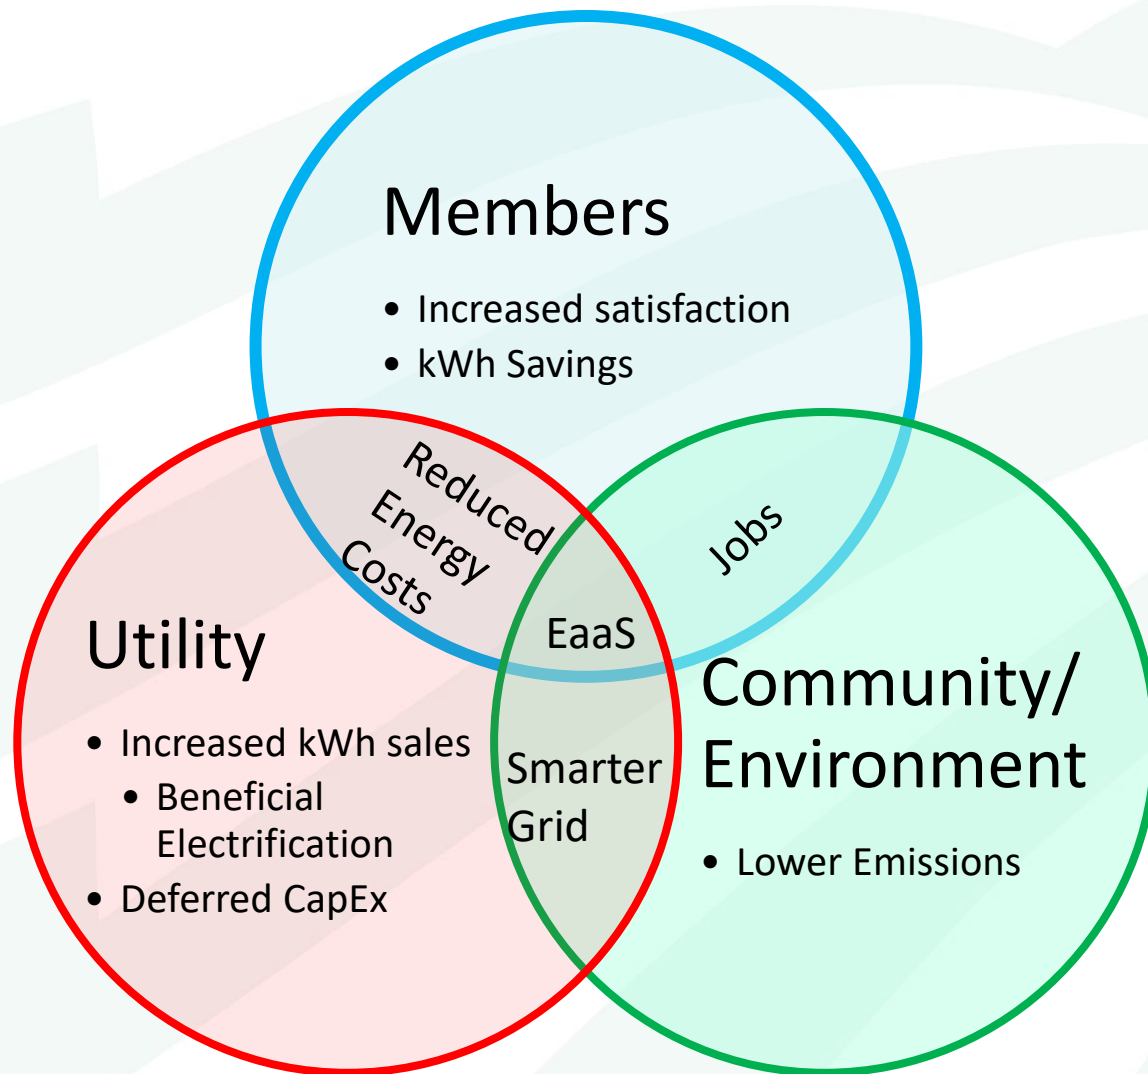 Members
• Increased satisfaction
• kWh Savings
Reduced
Energy
Costs
Jobs
EaaS
Utility
• Increased kWh sales
• Beneficial
Electrification
• Deferred CapEx
Smarter
Grid
Community/
Environment
• Lower Emissions